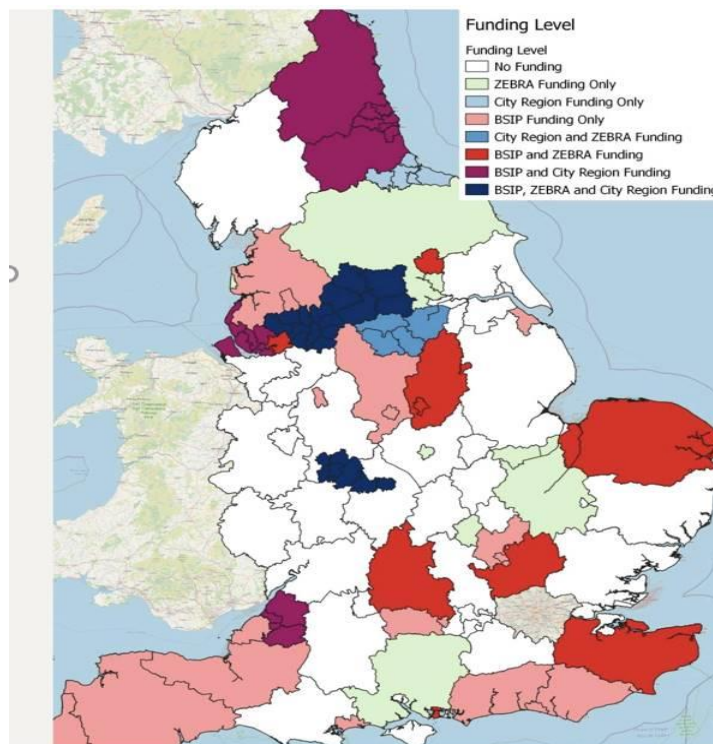 Funding Level
Funding Level
No Funding
ZEBRA Funding Only
City Region Funding Only
BSIP Funding Only
City Region and ZEBRA Funding
BSIP and ZEBRA Funding
BSIP and City Region Funding
BSIP, ZEBRA and City Region Funding